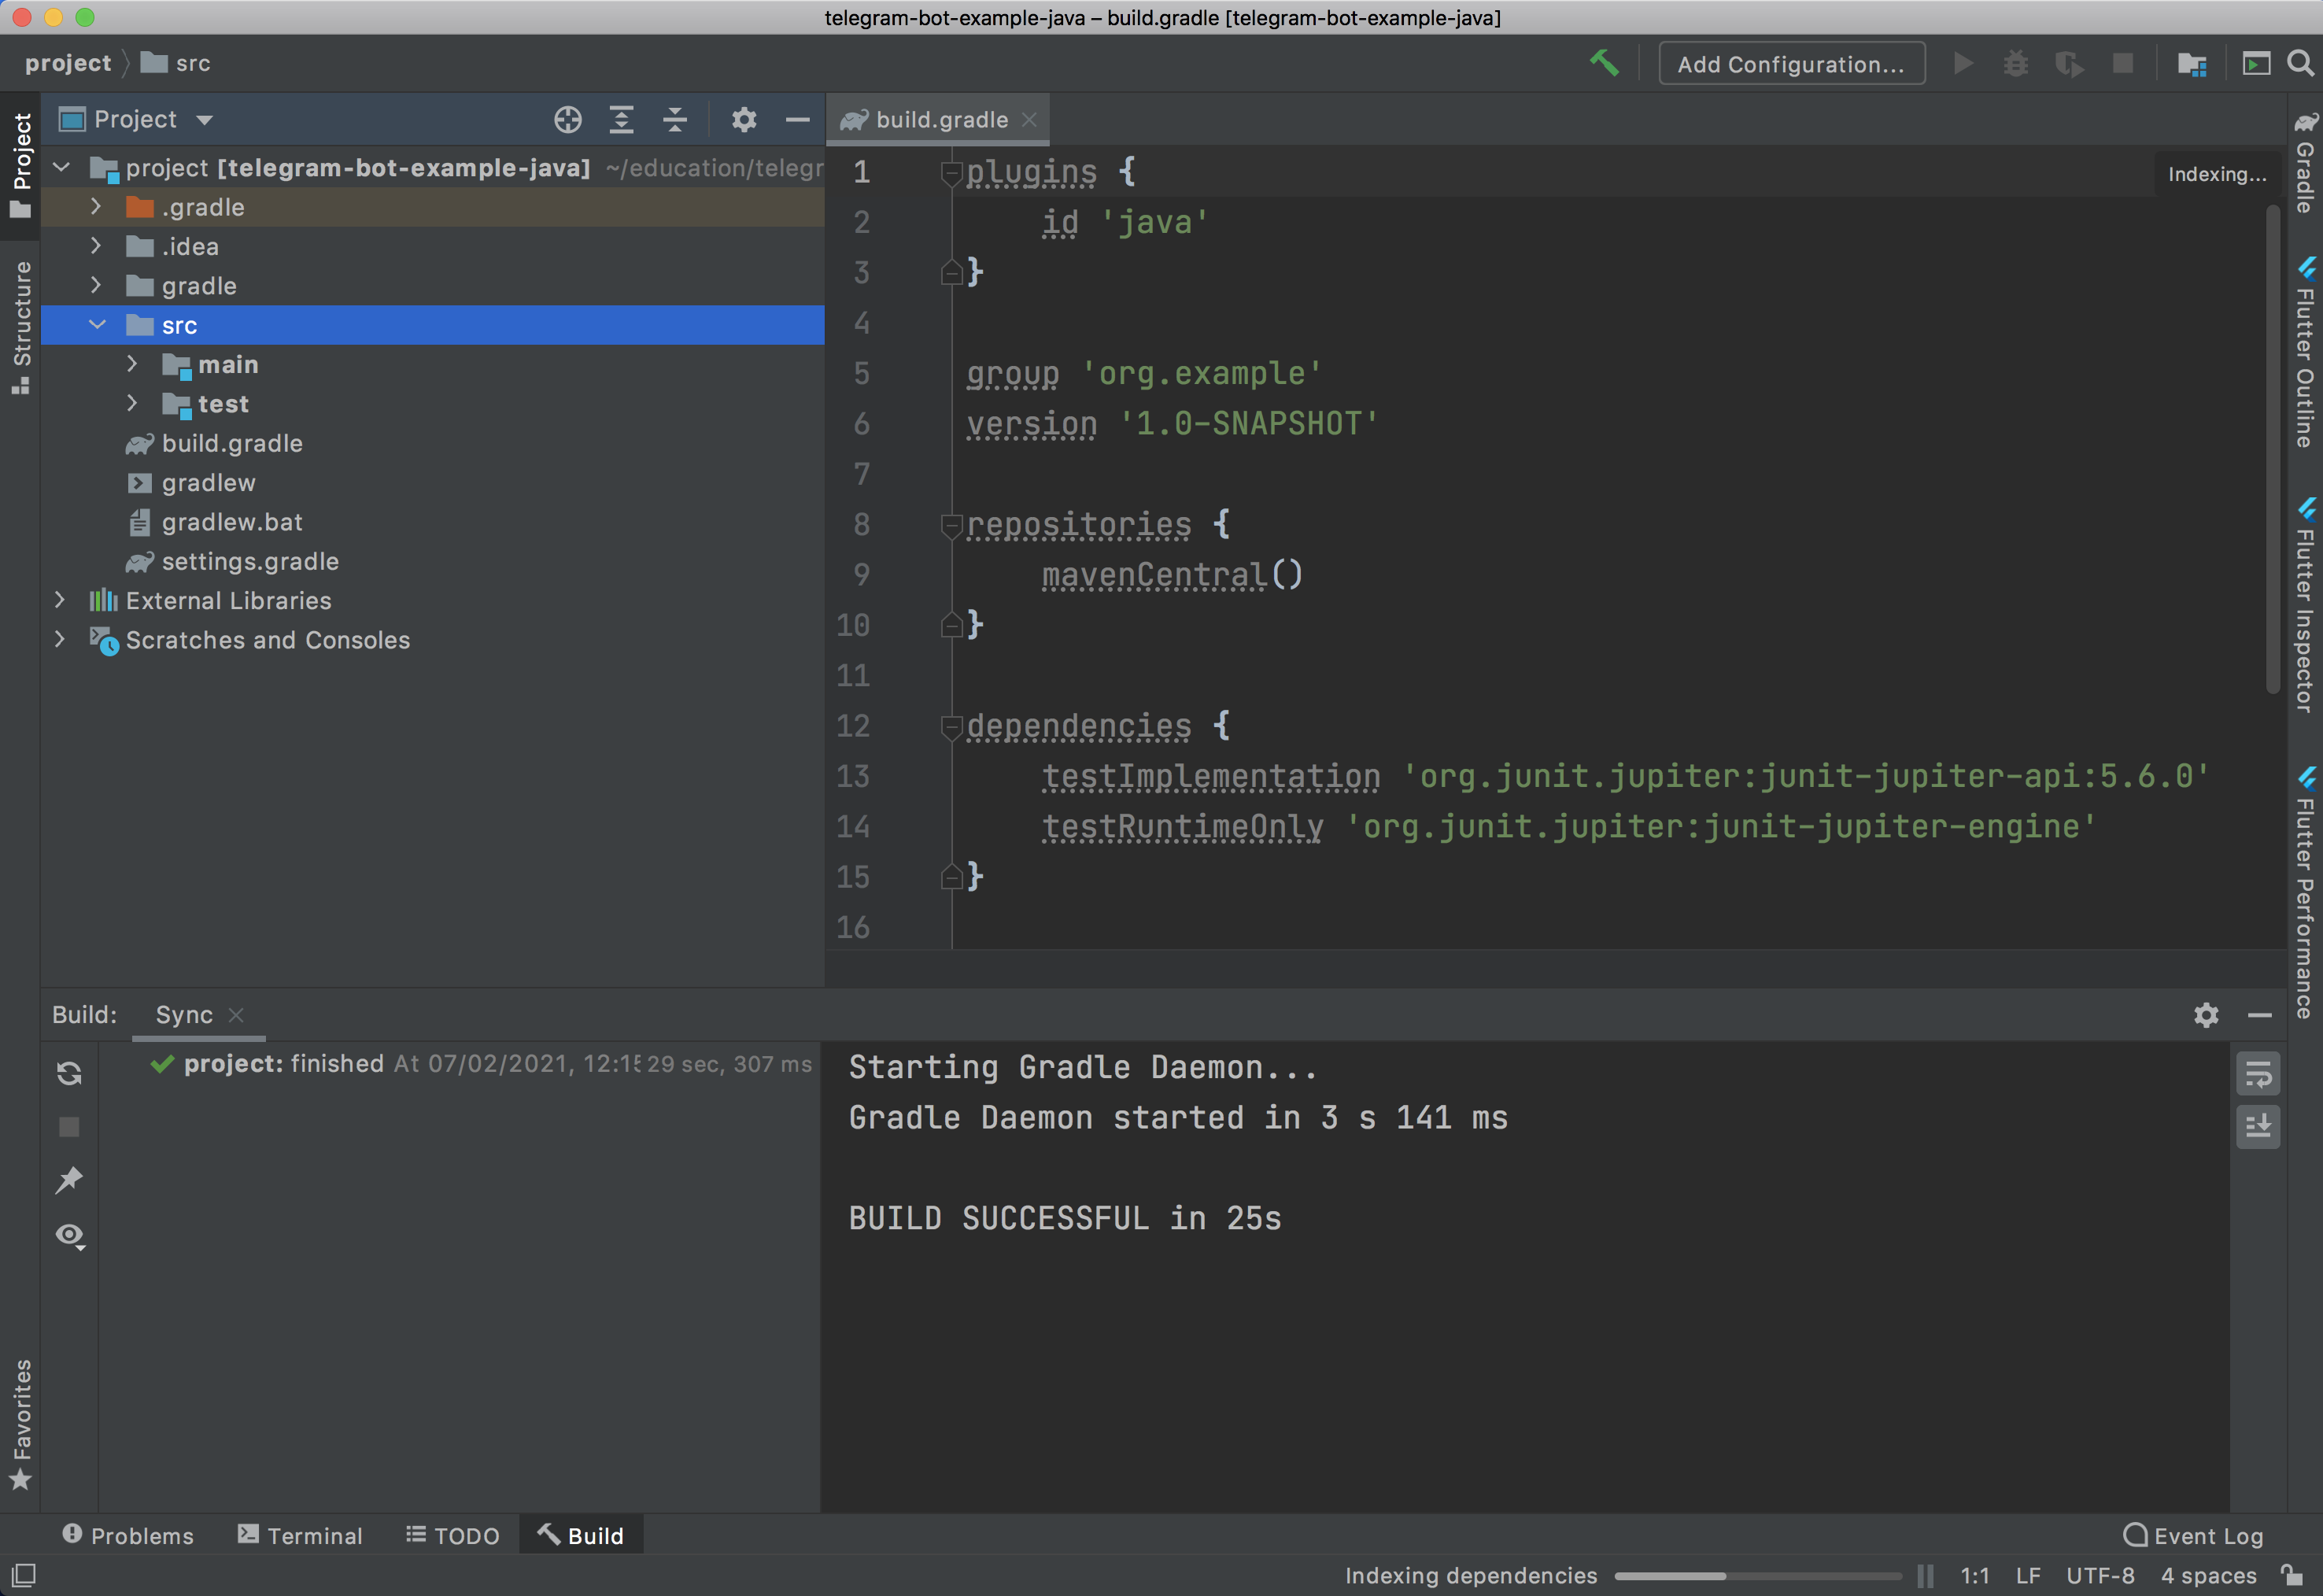 telegram-bot-example-java – build.gradle [telegram-bot-example-java]
project
src
Add Configuration...
Project
Structure
Favorites
Project
project [telegram-bot-example-java] ~/education/telegr
.gradle
.idea
gradle
src
main
test
build.gradle
gradlew
gradlew.bat
settings.gradle
External Libraries
Scratches and Consoles
build.gradle
Indexing...
1 plugins {
2 id 'java'
3 }
4
5 group 'org.example'
6 version '1.0-SNAPSHOT'
7
8 repositories {
9 mavenCentral()
10 }
11
12 dependencies {
13 testImplementation 'org.junit.jupiter:junit-jupiter-api:5.6.0'
14 testRuntimeOnly 'org.junit.jupiter:junit-jupiter-engine'
15 }
16
Gradle
Flutter Outline
Flutter Inspector
Flutter Performance
Build:
Sync
project: finished At 07/02/2021, 12:15 29 sec, 307 ms
Starting Gradle Daemon...
Gradle Daemon started in 3 s 141 ms
BUILD SUCCESSFUL in 25s
Problems
Terminal
TODO
Build
Event Log
Indexing dependencies
1:1
LF
UTF-8
4 spaces